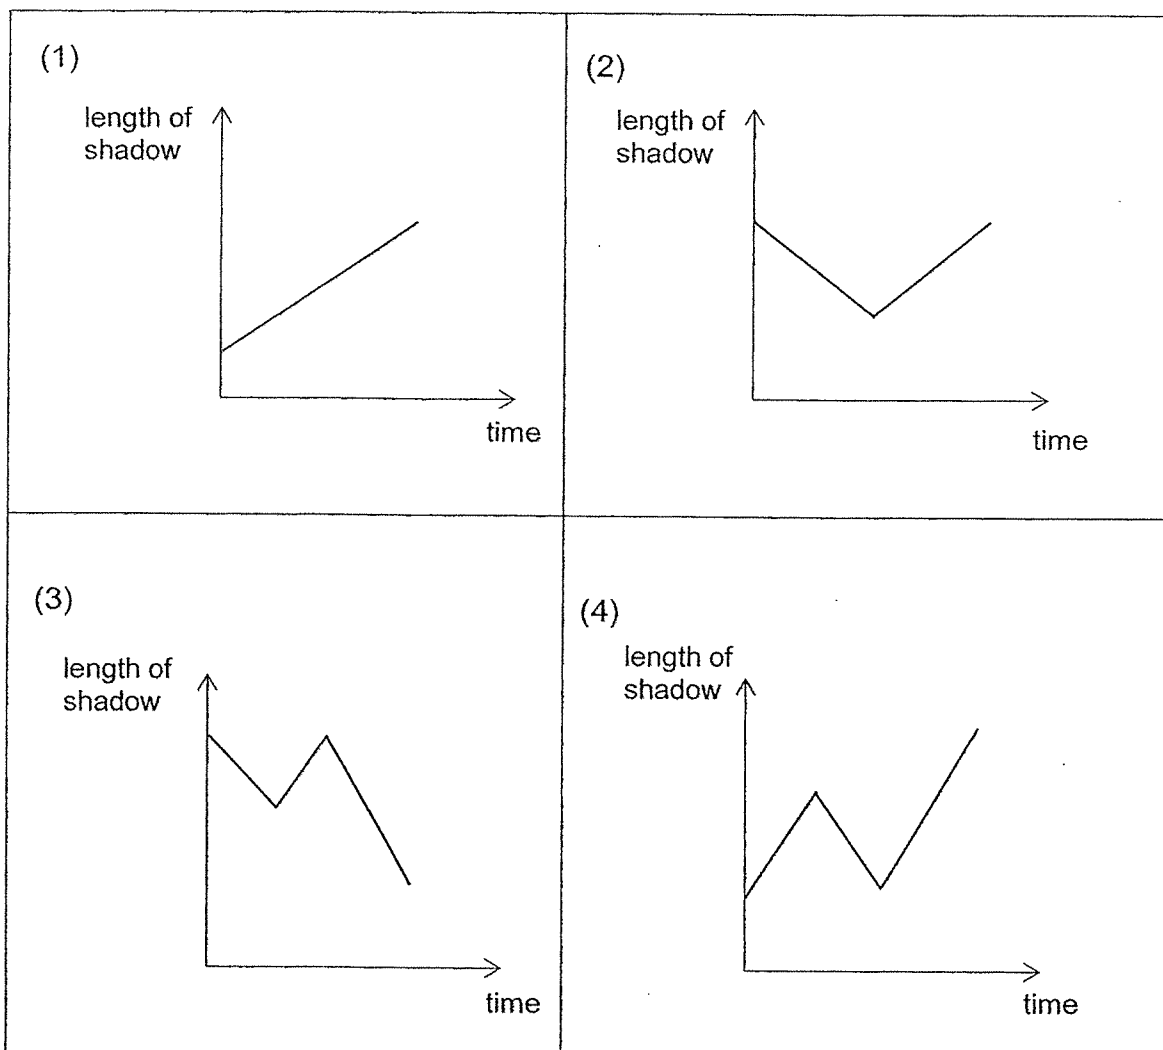 (1)
length of
shadow
time
(2)
length of
shadow
time
(3)
length of
shadow
time
(4)
length of
shadow
time